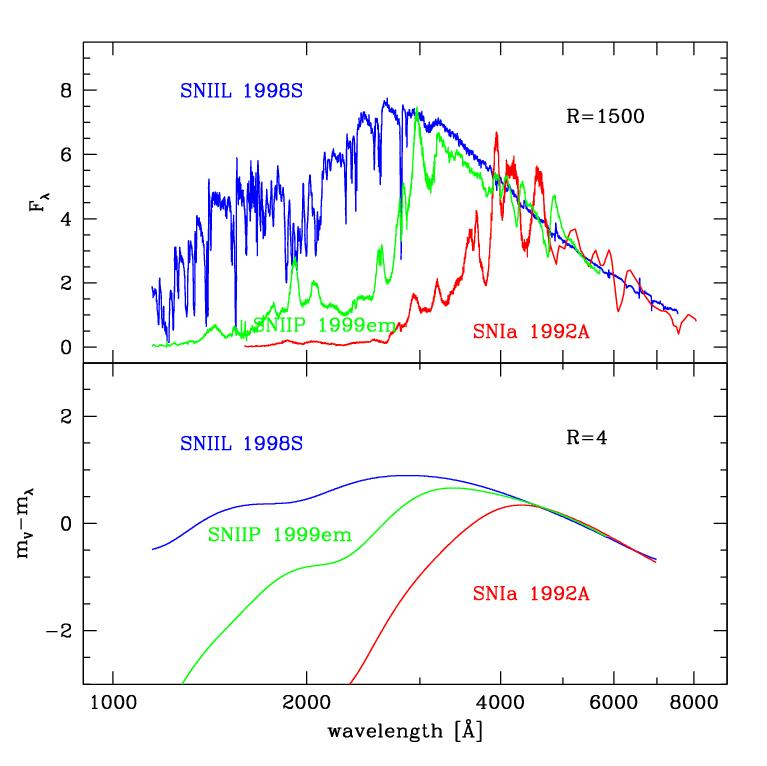 SNIIL 1998S
R=1500
8
6
4
2
0
Fλ
SNIIP 1999em
SNIa 1992A
SNIIL 1998S
R=4
2
0
−2
mV−mλ
SNIIP 1999em
SNIa 1992A
1000 2000 4000 6000 8000
wavelength [Å]